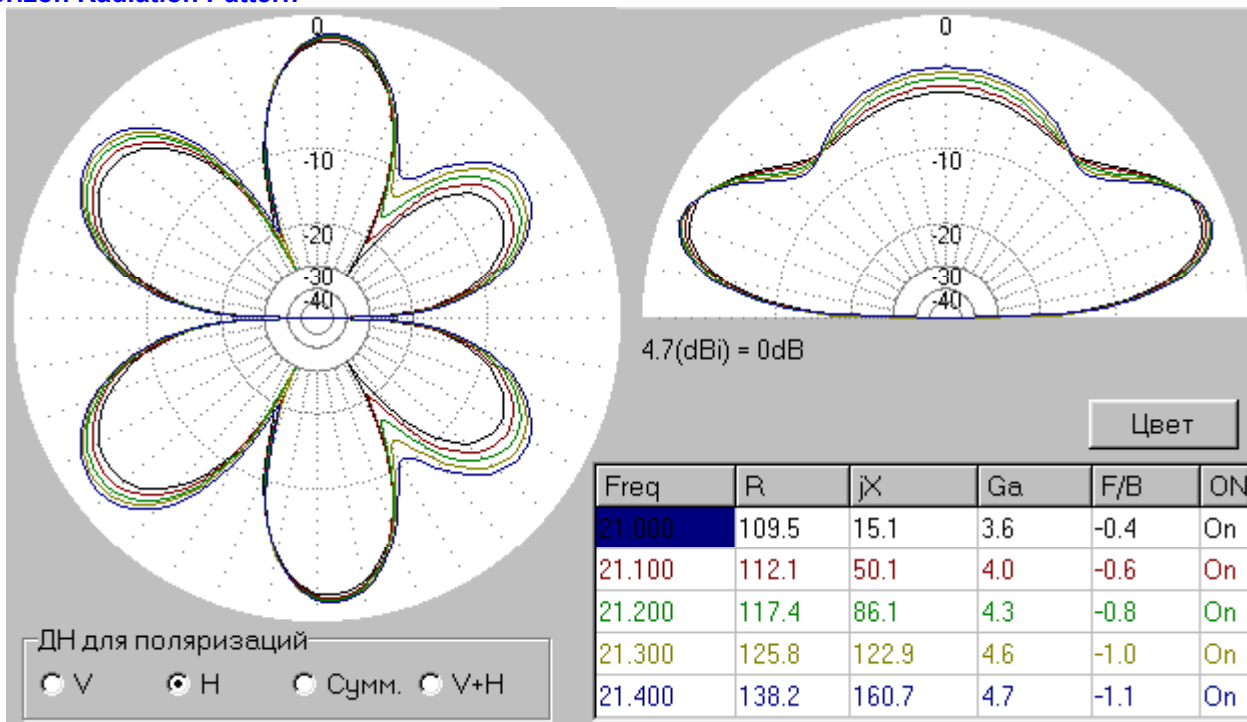 0
-10
-20
-30
-40
0
-10
-20
-30
-40
4.7(dBi) = 0dB
Цвет
ДН для поляризаций
V H Сумм. V+H
Freq R jX Ga F/B ON
21.000 109.5 15.1 3.6 -0.4 On
21.100 112.1 50.1 4.0 -0.6 On
21.200 117.4 86.1 4.3 -0.8 On
21.300 125.8 122.9 4.6 -1.0 On
21.400 138.2 160.7 4.7 -1.1 On